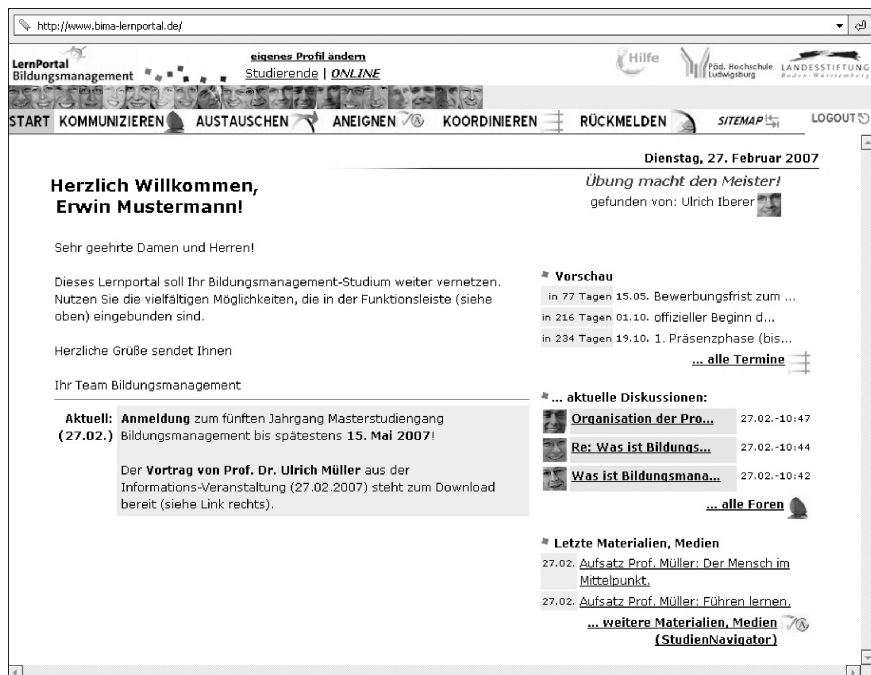 http://www.bima-lernportal.de/
LernPortal
Bildungsmanagement
eigenes Profil ändern
Studierende | ONLINE
Hilfe
Päd. Hochschule
Ludwigsburg
LANDESSTIFTUNG
Baden-Württemberg
START KOMMUNIZIEREN AUSTAUSCHEN ANEIGNEN KOORDINIEREN RÜCKMELDEN SITEMAP LOGOUT
Dienstag, 27. Februar 2007
Herzlich Willkommen,
Erwin Mustermann!
Übung macht den Meister!
gefunden von: Ulrich Iberer
Sehr geehrte Damen und Herren!
Dieses Lernportal soll Ihr Bildungsmanagement-Studium weiter vernetzen.
Nutzen Sie die vielfältigen Möglichkeiten, die in der Funktionsleiste (siehe
oben) eingebunden sind.
Herzliche Grüße sendet Ihnen
Ihr Team Bildungsmanagement
Aktuell: Anmeldung zum fünften Jahrgang Masterstudiengang
(27.02.) Bildungsmanagement bis spätestens 15. Mai 2007!
Der Vortrag von Prof. Dr. Ulrich Müller aus der
Informations-Veranstaltung (27.02.2007) steht zum Download
bereit (siehe Link rechts).
Vorschau
in 77 Tagen 15.05. Bewerbungsfrist zum ...
in 216 Tagen 01.10. offizieller Beginn d...
in 234 Tagen 19.10. 1. Präsenzphase (bis...
... alle Termine
... aktuelle Diskussionen:
Organisation der Pro... 27.02.-10:47
Re: Was ist Bildungs... 27.02.-10:44
Was ist Bildungsmana... 27.02.-10:42
... alle Foren
Letzte Materialien, Medien
27.02. Aufsatz Prof. Müller: Der Mensch im
Mittelpunkt.
27.02. Aufsatz Prof. Müller: Führen lernen.
... weitere Materialien, Medien
(StudienNavigator)